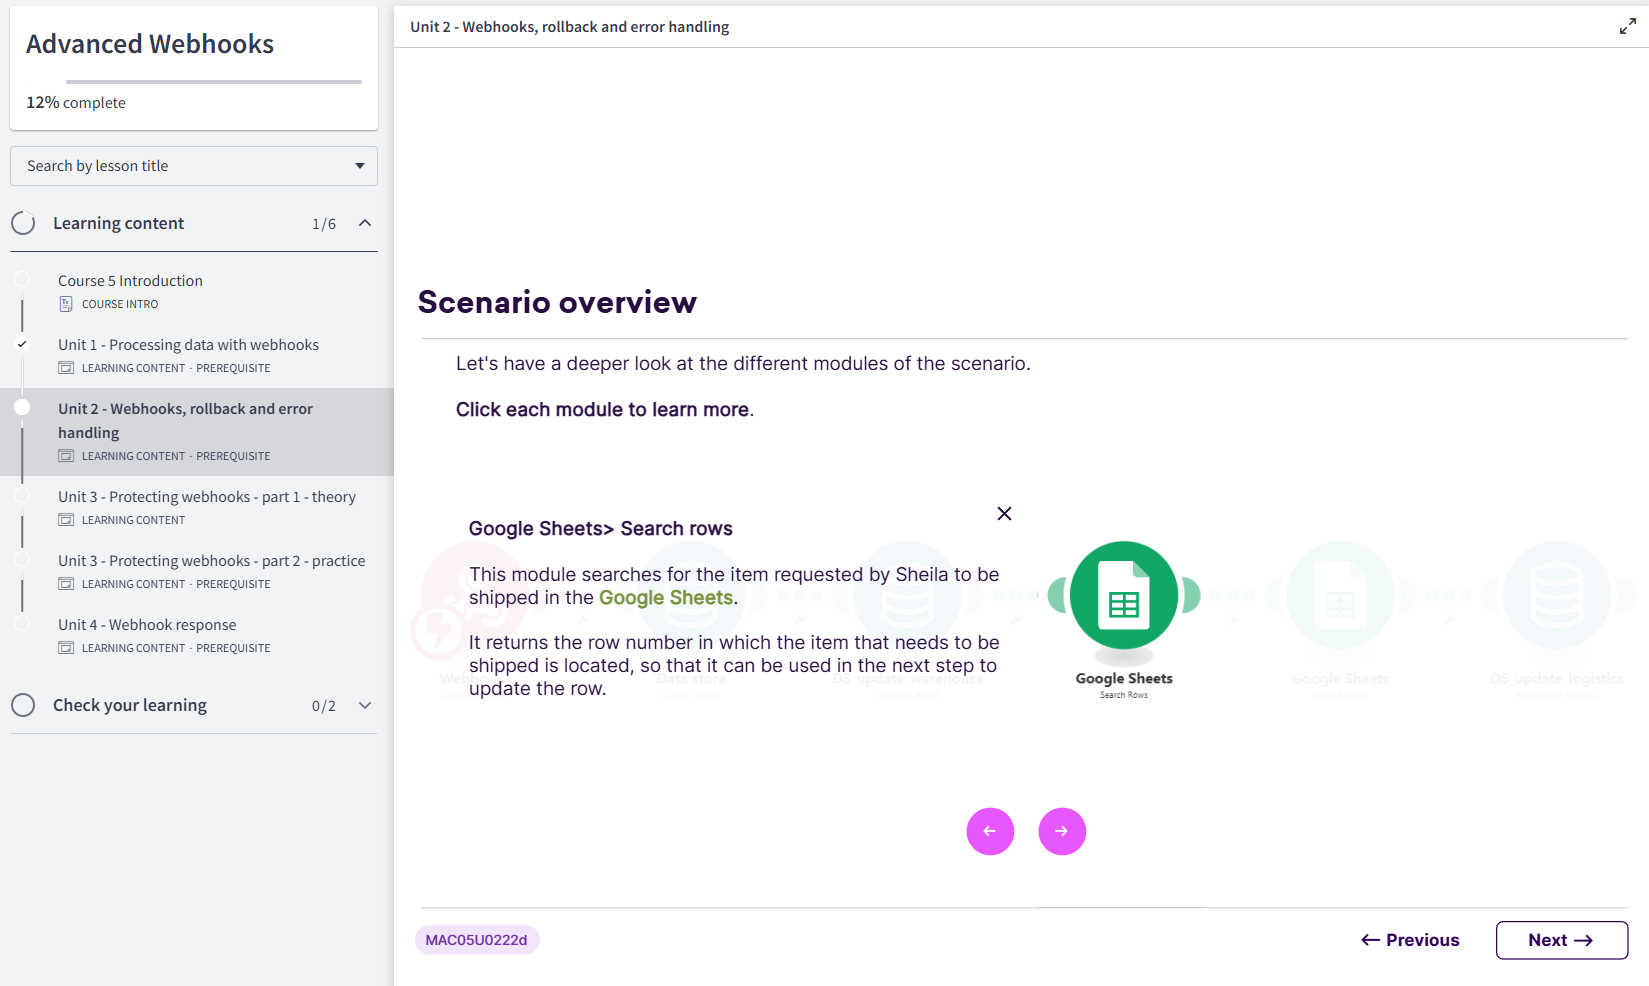 Advanced Webhooks
12% complete
Search by lesson title
Learning content 1/6
Course 5 Introduction
COURSE INTRO
Unit 1 - Processing data with webhooks
LEARNING CONTENT · PREREQUISITE
Unit 2 - Webhooks, rollback and error
handling
LEARNING CONTENT · PREREQUISITE
Unit 3 - Protecting webhooks - part 1 - theory
LEARNING CONTENT
Unit 3 - Protecting webhooks - part 2 - practice
LEARNING CONTENT · PREREQUISITE
Unit 4 - Webhook response
LEARNING CONTENT · PREREQUISITE
Check your learning 0/2
Unit 2 - Webhooks, rollback and error handling
Scenario overview
Let's have a deeper look at the different modules of the scenario.
Click each module to learn more.
Google Sheets> Search rows
This module searches for the item requested by Sheila to be
shipped in the Google Sheets.
It returns the row number in which the item that needs to be
shipped is located, so that it can be used in the next step to
update the row.
Data store
DS_update_warehouse
Google Sheets
Search Rows
Google Sheets
DS_update_logistics
MAC05U0222d
← Previous
Next →